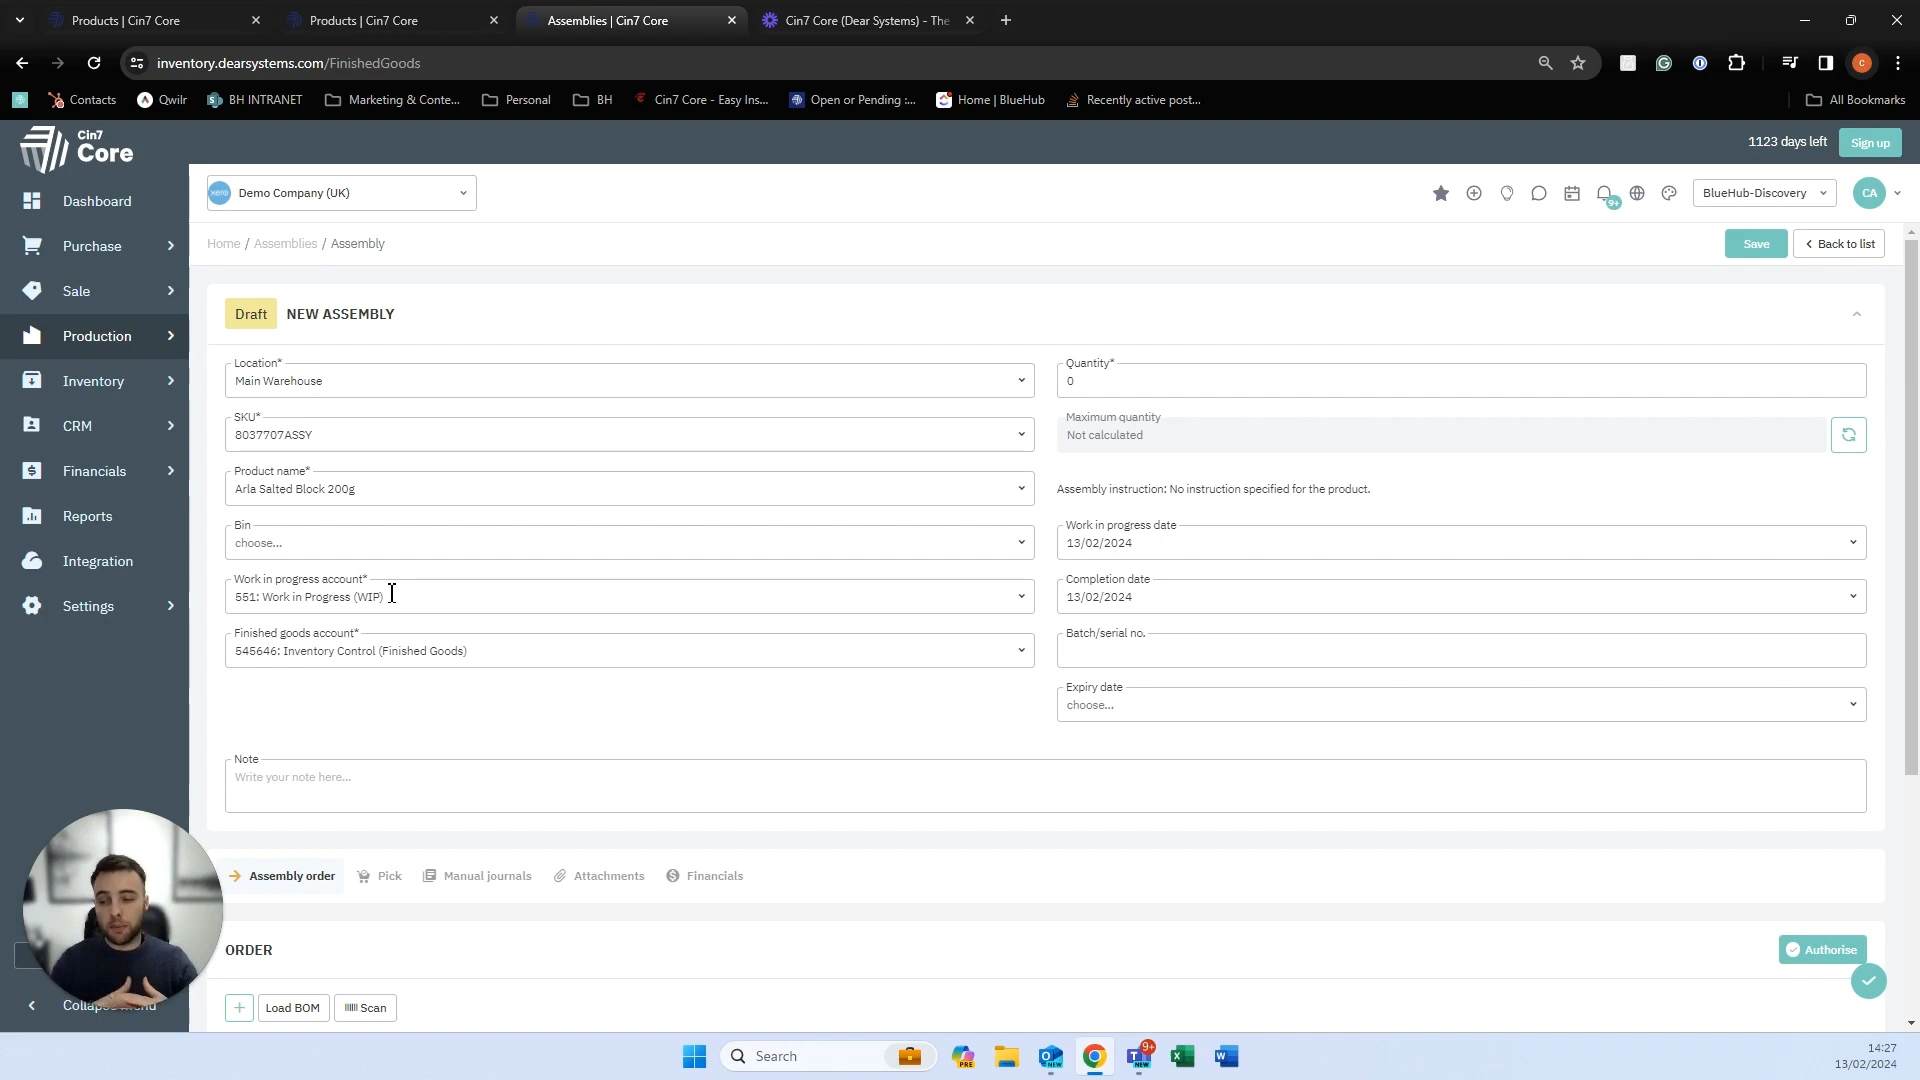 Products | Cin7 Core
Products | Cin7 Core
Assemblies | Cin7 Core
Cin7 Core (Dear Systems) - The
inventory.dearsystems.com/FinishedGoods
C
Contacts
Qwilr
BH INTRANET
Marketing & Conte...
Personal
BH
Cin7 Core - Easy Ins...
Open or Pending :...
Home | BlueHub
Recently active post...
All Bookmarks
Cin7
Core
1123 days left
Sign up
Dashboard
Purchase
Sale
Production
Inventory
CRM
Financials
Reports
Integration
Settings
xero
Demo Company (UK)
9+
BlueHub-Discovery
CA
Home / Assemblies / Assembly
Save
Back to list
Draft
NEW ASSEMBLY
Location*
Main Warehouse
Quantity*
0
SKU*
8037707ASSY
Maximum quantity
Not calculated
Product name*
Arla Salted Block 200g
Assembly instruction: No instruction specified for the product.
Bin
choose...
Work in progress date
13/02/2024
Work in progress account*
551: Work in Progress (WIP)
Completion date
13/02/2024
Finished goods account*
545646: Inventory Control (Finished Goods)
Batch/serial no.
Expiry date
choose...
Note
Write your note here...
Assembly order
Pick
Manual journals
Attachments
Financials
ORDER
Authorise
Load BOM
Scan
Search
PRE
NEW
9+
NEW
14:27
13/02/2024